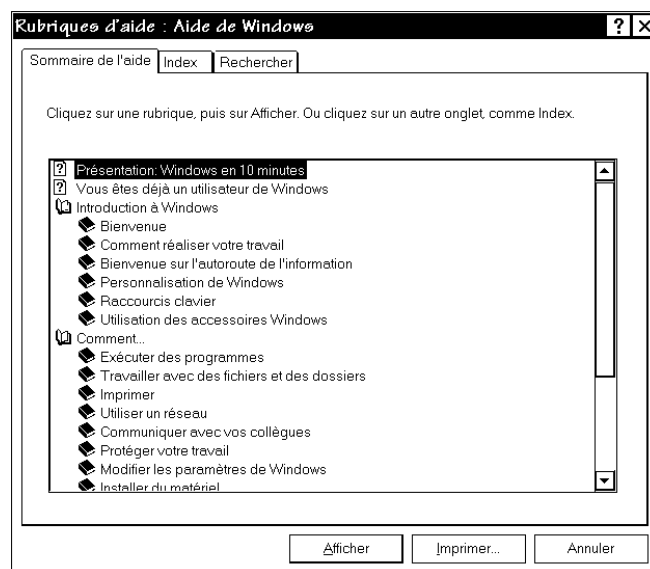 Rubriques d'aide : Aide de Windows
Sommaire de l'aide Index Rechercher
Cliquez sur une rubrique, puis sur Afficher. Ou cliquez sur un autre onglet, comme Index.
Présentation: Windows en 10 minutes
Vous êtes déjà un utilisateur de Windows
Introduction à Windows
Bienvenue
Comment réaliser votre travail
Bienvenue sur l'autoroute de l'information
Personnalisation de Windows
Raccourcis clavier
Utilisation des accessoires Windows
Comment...
Exécuter des programmes
Travailler avec des fichiers et des dossiers
Imprimer
Utiliser un réseau
Communiquer avec vos collègues
Protéger votre travail
Modifier les paramètres de Windows
Installer du matériel
Afficher Imprimer... Annuler